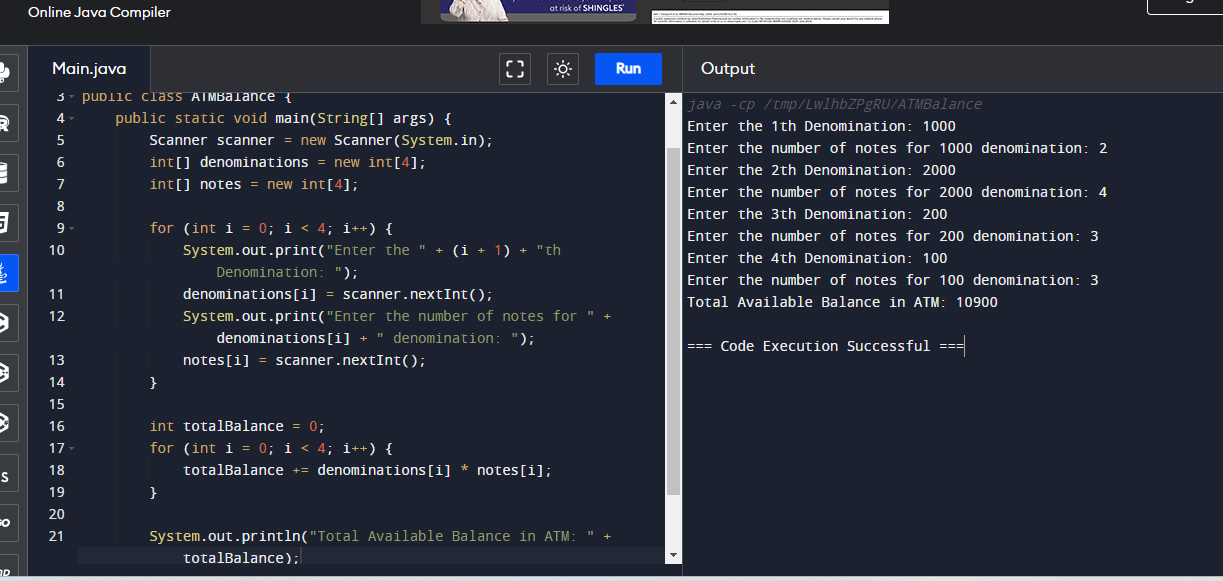 Online Java Compiler
at risk of SHINGLES
Main.java
Run
Output
3 public class ATMBalance {
4 public static void main(String[] args) {
5 Scanner scanner = new Scanner(System.in);
6 int[] denominations = new int[4];
7 int[] notes = new int[4];
8
9 for (int i = 0; i < 4; i++) {
10 System.out.print("Enter the " + (i + 1) + "th
Denomination: ");
11 denominations[i] = scanner.nextInt();
12 System.out.print("Enter the number of notes for " +
denominations[i] + " denomination: ");
13 notes[i] = scanner.nextInt();
14 }
15
16 int totalBalance = 0;
17 for (int i = 0; i < 4; i++) {
18 totalBalance += denominations[i] * notes[i];
19 }
20
21 System.out.println("Total Available Balance in ATM: " +
totalBalance);
java -cp /tmp/LwlhbZPgRU/ATMBalance
Enter the 1th Denomination: 1000
Enter the number of notes for 1000 denomination: 2
Enter the 2th Denomination: 2000
Enter the number of notes for 2000 denomination: 4
Enter the 3th Denomination: 200
Enter the number of notes for 200 denomination: 3
Enter the 4th Denomination: 100
Enter the number of notes for 100 denomination: 3
Total Available Balance in ATM: 10900
=== Code Execution Successful ===